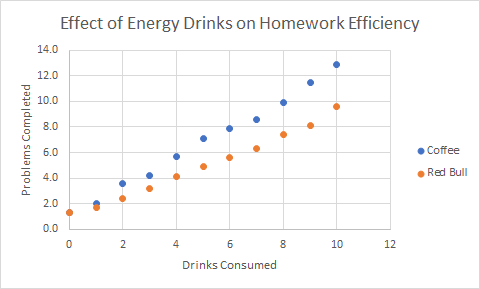 Effect of Energy Drinks on Homework Efficiency
14.0
12.0
10.0
8.0
6.0
4.0
2.0
0.0
Problems Completed
0 2 4 6 8 10 12
Drinks Consumed
Coffee
Red Bull